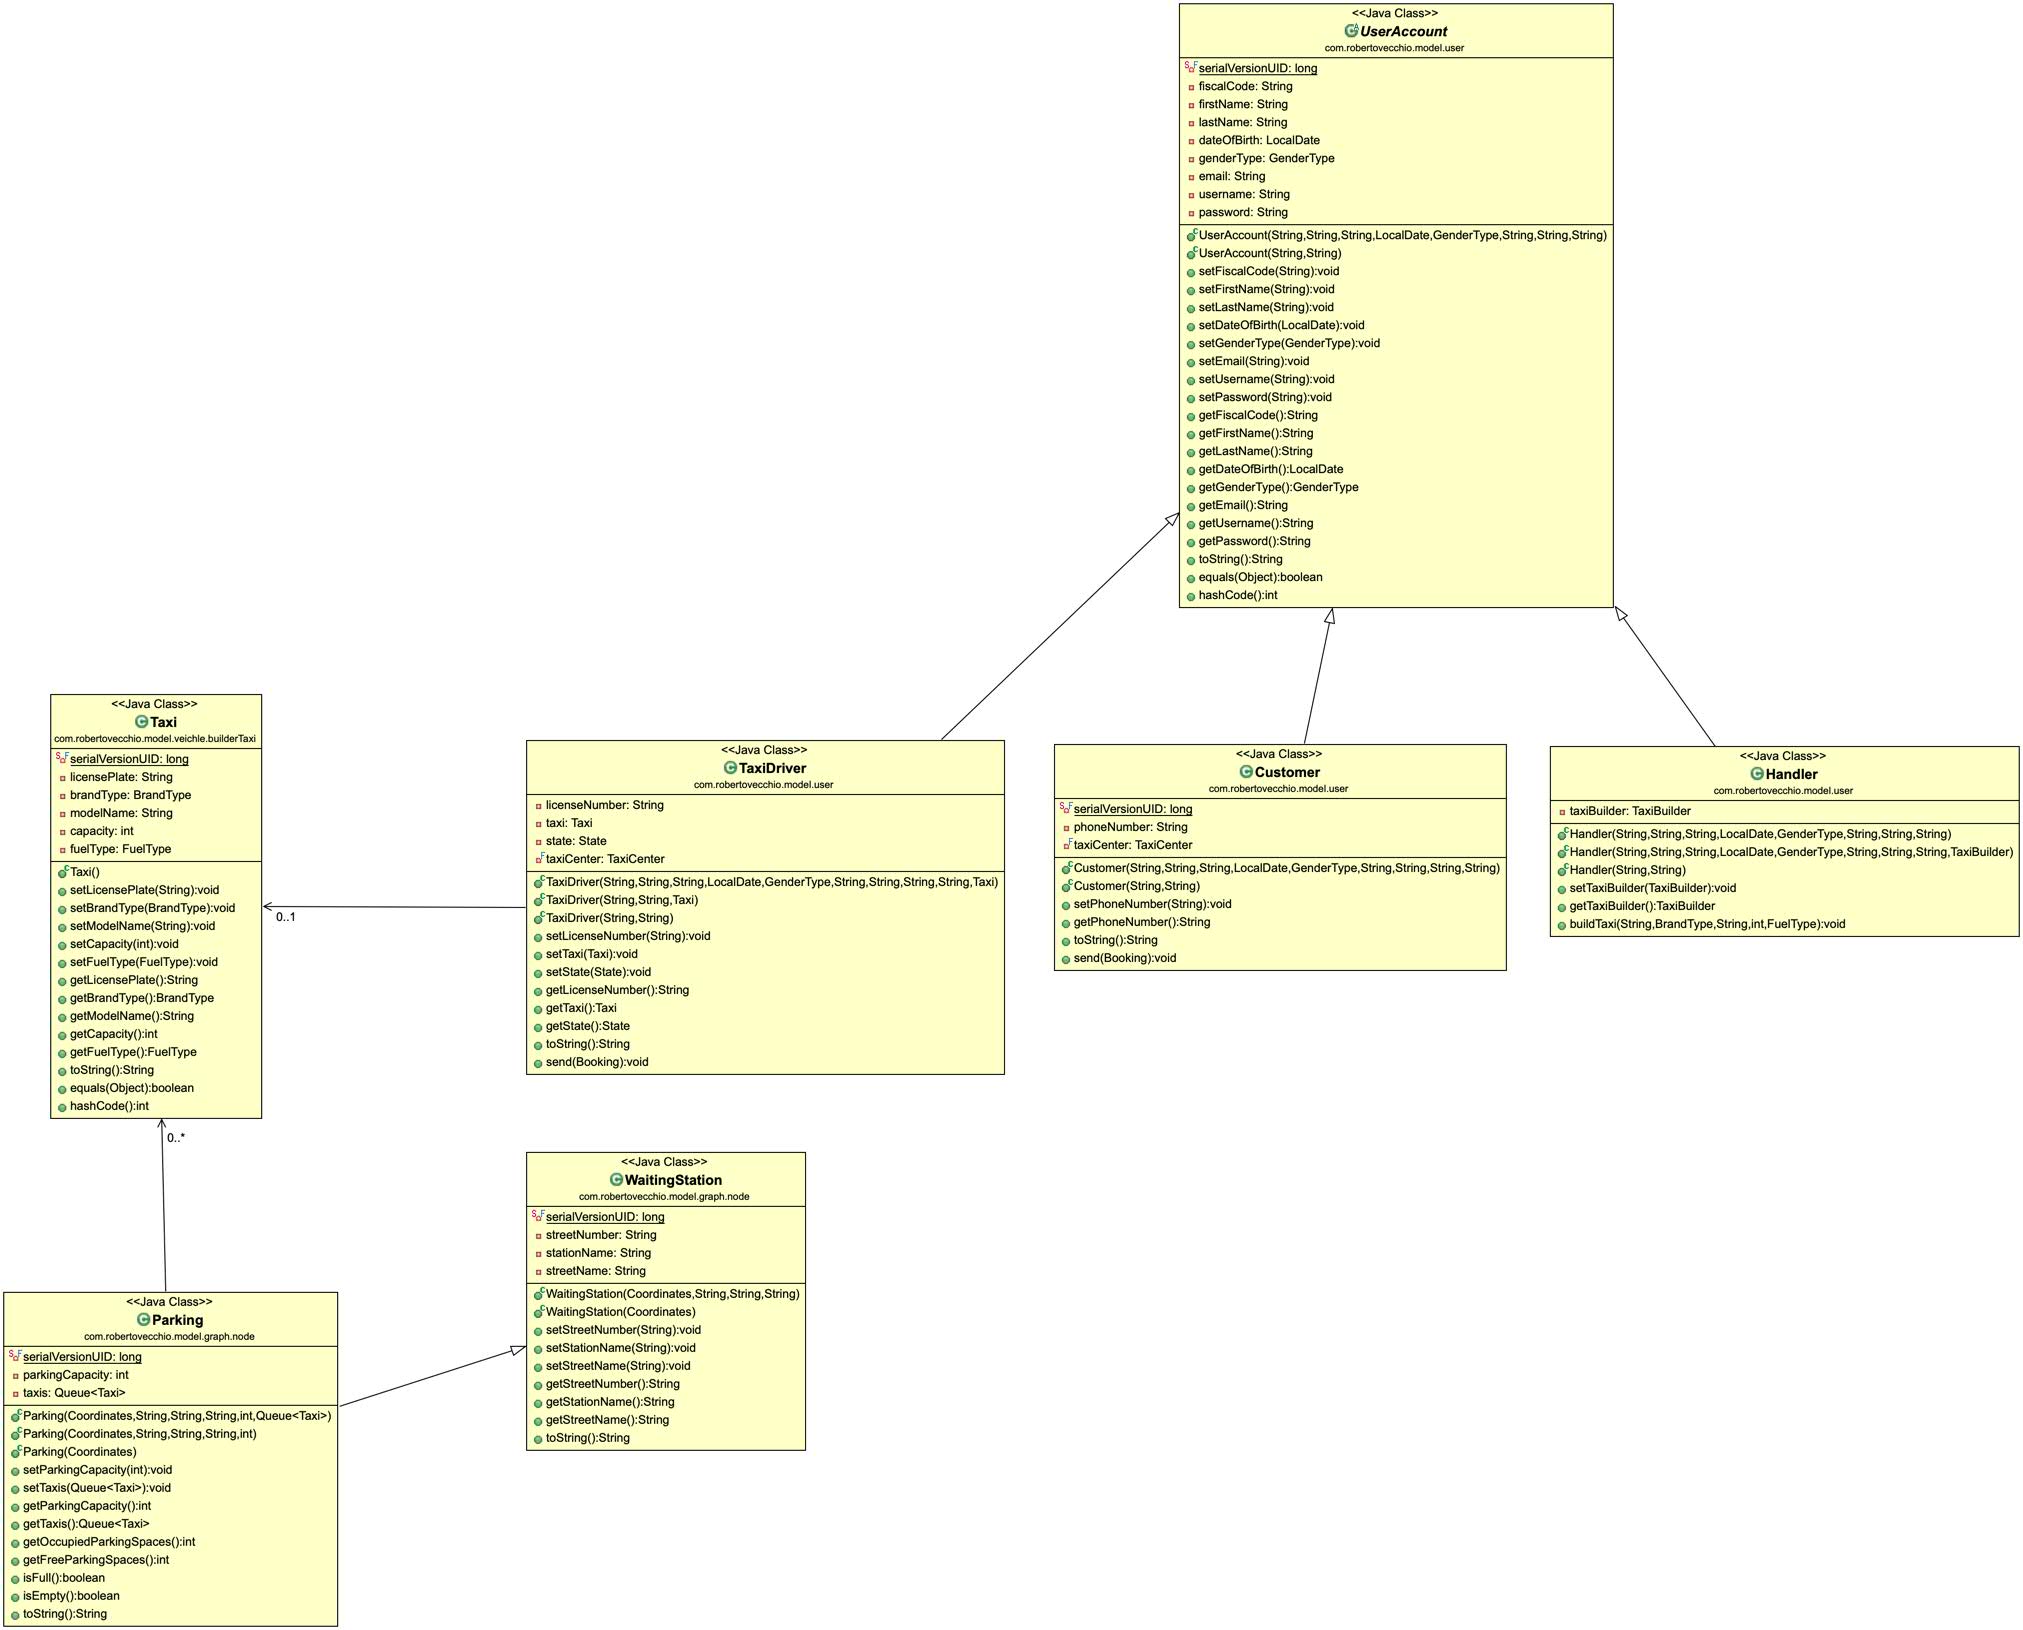 <<Java Class>>
UserAccount
com.robertovecchio.model.user
serialVersionUID: long
fiscalCode: String
firstName: String
lastName: String
dateOfBirth: LocalDate
genderType: GenderType
email: String
username: String
password: String
UserAccount(String,String,String,LocalDate,GenderType,String,String,String)
UserAccount(String,String)
setFiscalCode(String):void
setFirstName(String):void
setLastName(String):void
setDateOfBirth(LocalDate):void
setGenderType(GenderType):void
setEmail(String):void
setUsername(String):void
setPassword(String):void
getFiscalCode():String
getFirstName():String
getLastName():String
getDateOfBirth():LocalDate
getGenderType():GenderType
getEmail():String
getUsername():String
getPassword():String
toString():String
equals(Object):boolean
hashCode():int
<<Java Class>>
Taxi
com.robertovecchio.model.veichle.builderTaxi
serialVersionUID: long
licensePlate: String
brandType: BrandType
modelName: String
capacity: int
fuelType: FuelType
Taxi()
setLicensePlate(String):void
setBrandType(BrandType):void
setModelName(String):void
setCapacity(int):void
setFuelType(FuelType):void
getLicensePlate():String
getBrandType():BrandType
getModelName():String
getCapacity():int
getFuelType():FuelType
toString():String
equals(Object):boolean
hashCode():int
0..1
0..*
<<Java Class>>
TaxiDriver
com.robertovecchio.model.user
licenseNumber: String
taxi: Taxi
state: State
taxiCenter: TaxiCenter
TaxiDriver(String,String,String,LocalDate,GenderType,String,String,String,String,Taxi)
TaxiDriver(String,String,Taxi)
TaxiDriver(String,String)
setLicenseNumber(String):void
setTaxi(Taxi):void
setState(State):void
getLicenseNumber():String
getTaxi():Taxi
getState():State
toString():String
send(Booking):void
<<Java Class>>
Customer
com.robertovecchio.model.user
serialVersionUID: long
phoneNumber: String
taxiCenter: TaxiCenter
Customer(String,String,String,LocalDate,GenderType,String,String,String,String)
Customer(String,String)
setPhoneNumber(String):void
getPhoneNumber():String
toString():String
send(Booking):void
<<Java Class>>
Handler
com.robertovecchio.model.user
taxiBuilder: TaxiBuilder
Handler(String,String,String,LocalDate,GenderType,String,String,String)
Handler(String,String,String,LocalDate,GenderType,String,String,String,TaxiBuilder)
Handler(String,String)
setTaxiBuilder(TaxiBuilder):void
getTaxiBuilder():TaxiBuilder
buildTaxi(String,BrandType,String,int,FuelType):void
<<Java Class>>
WaitingStation
com.robertovecchio.model.graph.node
serialVersionUID: long
streetNumber: String
stationName: String
streetName: String
WaitingStation(Coordinates,String,String,String)
WaitingStation(Coordinates)
setStreetNumber(String):void
setStationName(String):void
setStreetName(String):void
getStreetNumber():String
getStationName():String
getStreetName():String
toString():String
<<Java Class>>
Parking
com.robertovecchio.model.graph.node
serialVersionUID: long
parkingCapacity: int
taxis: Queue<Taxi>
Parking(Coordinates,String,String,String,int,Queue<Taxi>)
Parking(Coordinates,String,String,String,int)
Parking(Coordinates)
setParkingCapacity(int):void
setTaxis(Queue<Taxi>):void
getParkingCapacity():int
getTaxis():Queue<Taxi>
getOccupiedParkingSpaces():int
getFreeParkingSpaces():int
isFull():boolean
isEmpty():boolean
toString():String